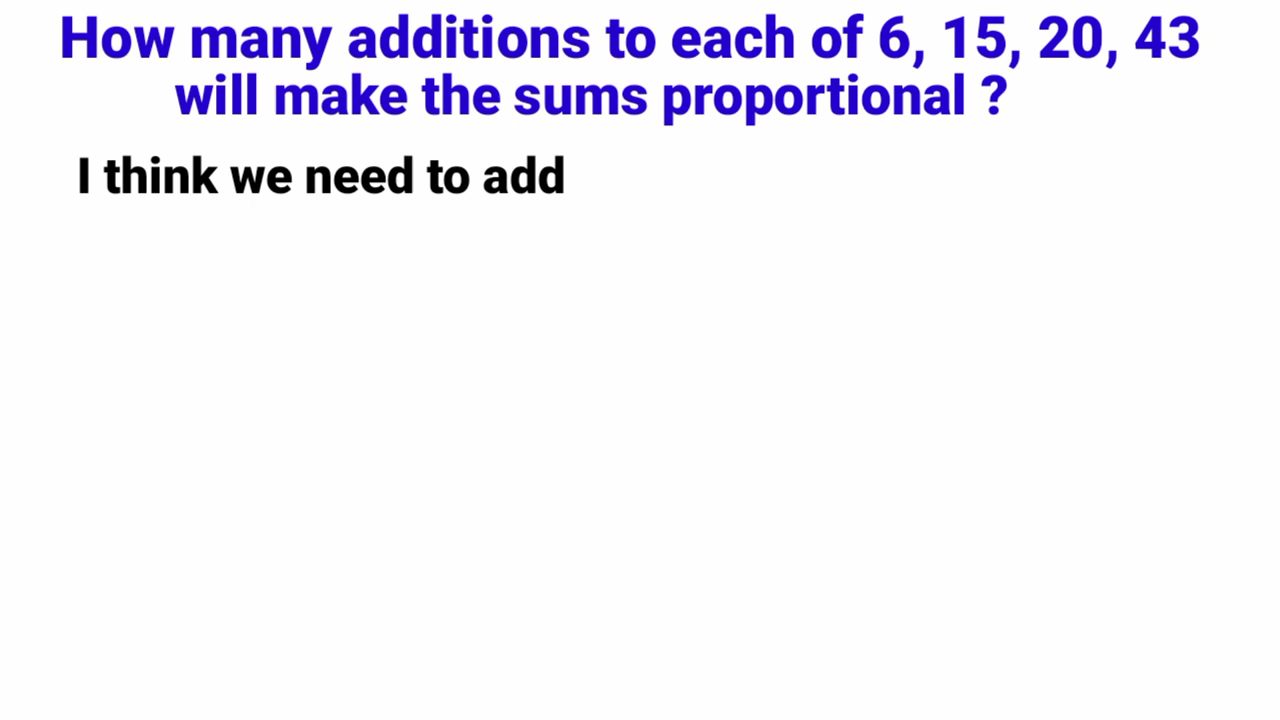 How many additions to each of 6, 15, 20, 43
will make the sums proportional ?
I think we need to add